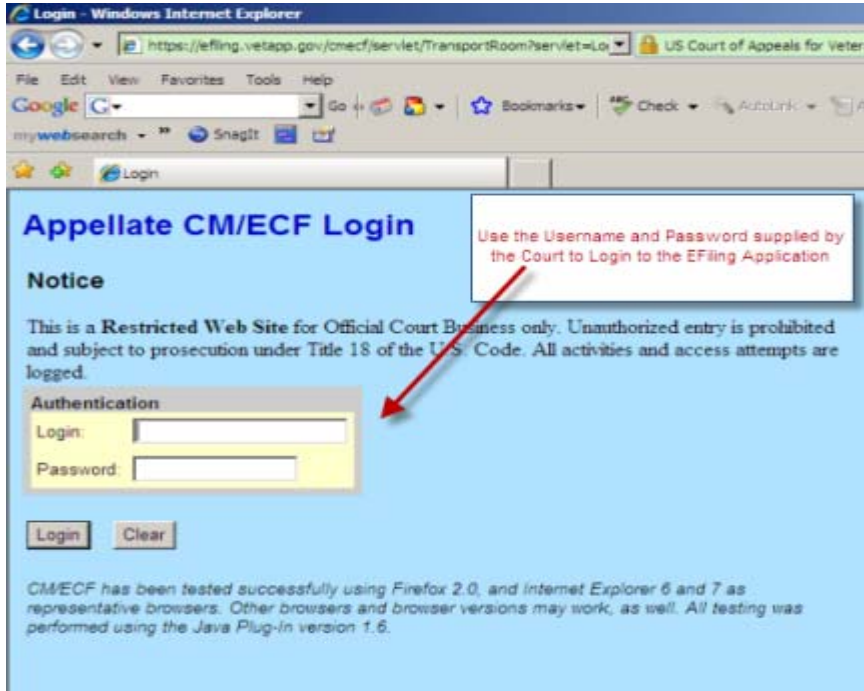 Login - Windows Internet Explorer
https://efiling.vetapp.gov/cmecf/servlet/TransportRoom?servlet=Lo
US Court of Appeals for Veter
File Edit View Favorites Tools Help
Google G Go Bookmarks Check AutoLink
mywebsearch » SnagIt
Login
Appellate CM/ECF Login
Use the Username and Password supplied by
the Court to Login to the EFiling Application
Notice
This is a Restricted Web Site for Official Court Business only. Unauthorized entry is prohibited
and subject to prosecution under Title 18 of the U.S. Code. All activities and access attempts are
logged.
Authentication
Login:
Password:
Login Clear
CM/ECF has been tested successfully using Firefox 2.0, and Internet Explorer 6 and 7 as
representative browsers. Other browsers and browser versions may work, as well. All testing was
performed using the Java Plug-In version 1.6.